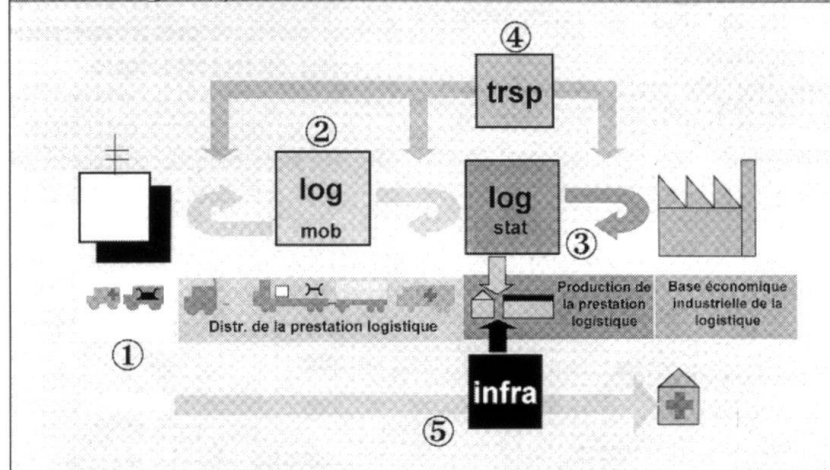 ④
trsp
②
log
mob
log
stat
③
Distr. de la prestation logistique
Production de
la prestation
logistique
Base économique
industrielle de la
logistique
①
infra
⑤